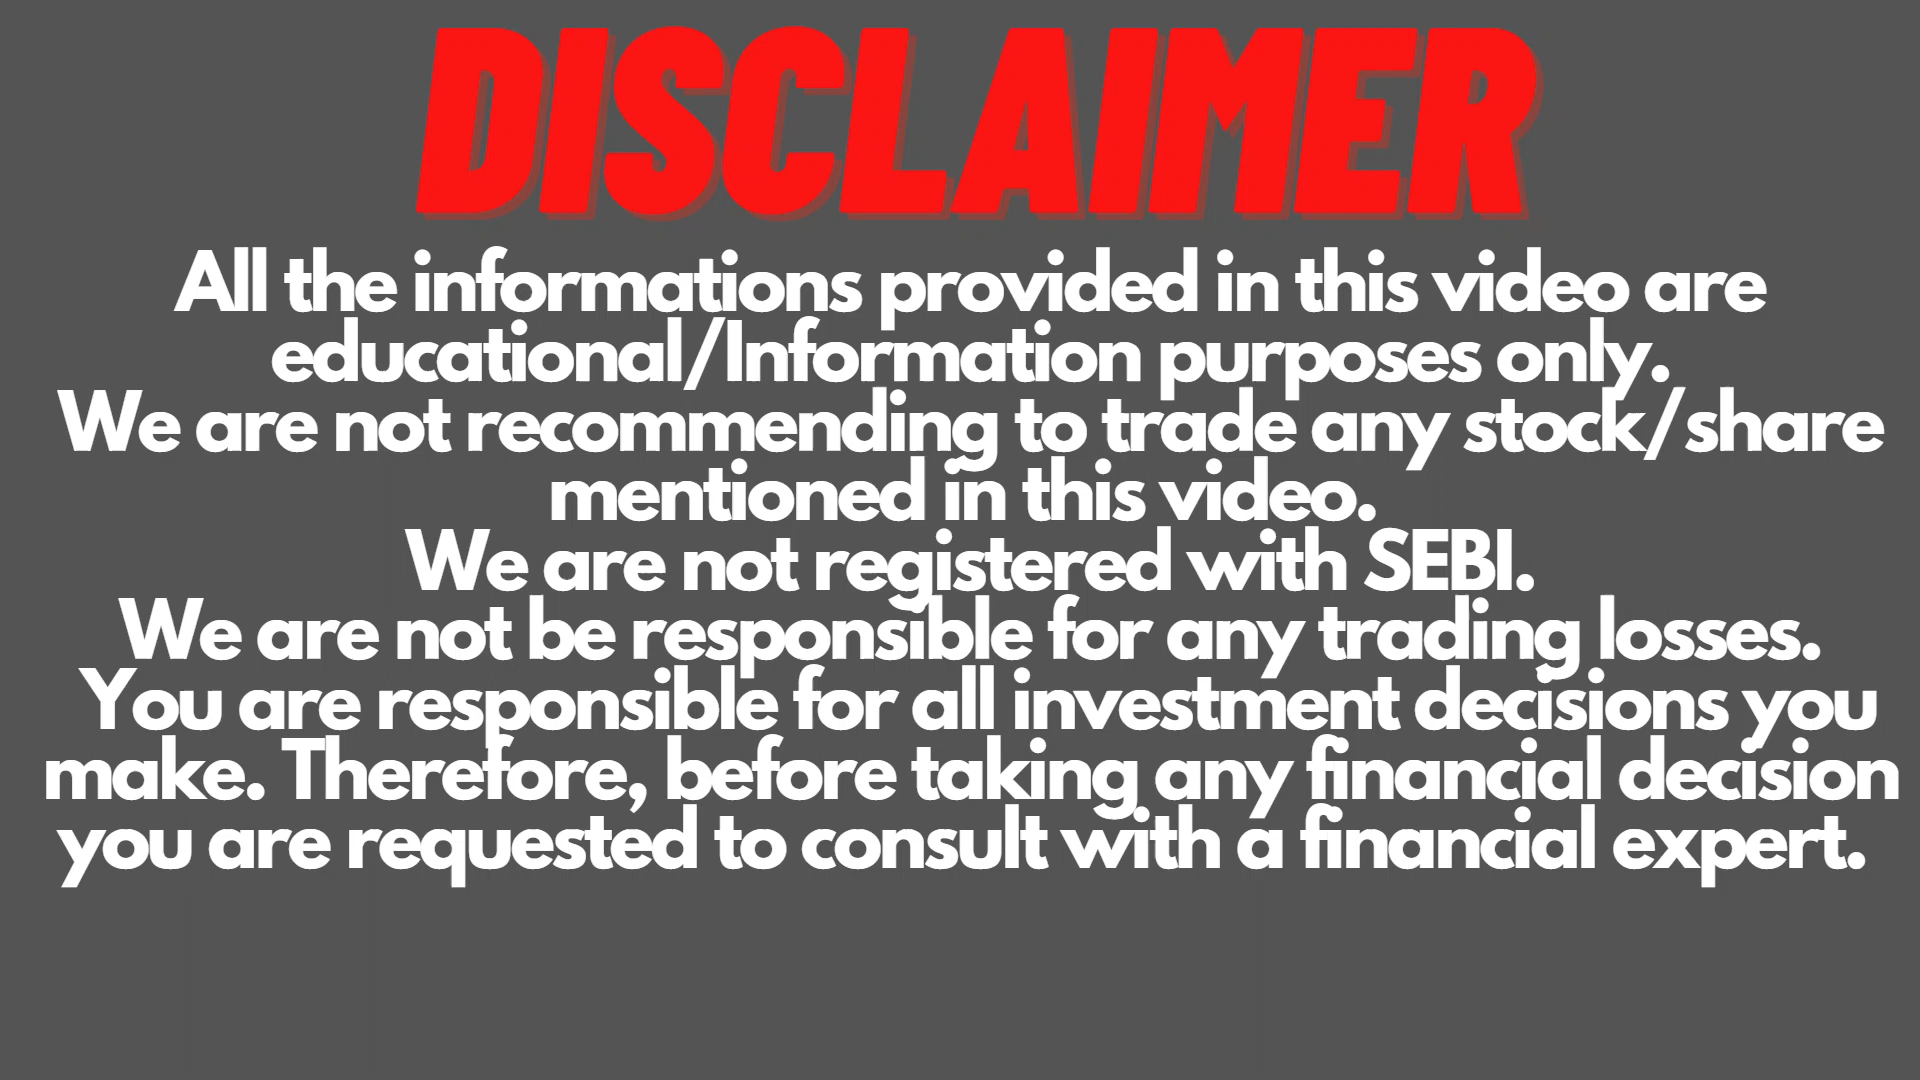 DISCLAIMER
All the informations provided in this video are
educational/Information purposes only.
We are not recommending to trade any stock/share
mentioned in this video.
We are not registered with SEBI.
We are not be responsible for any trading losses.
You are responsible for all investment decisions you
make. Therefore, before taking any financial decision
you are requested to consult with a financial expert.